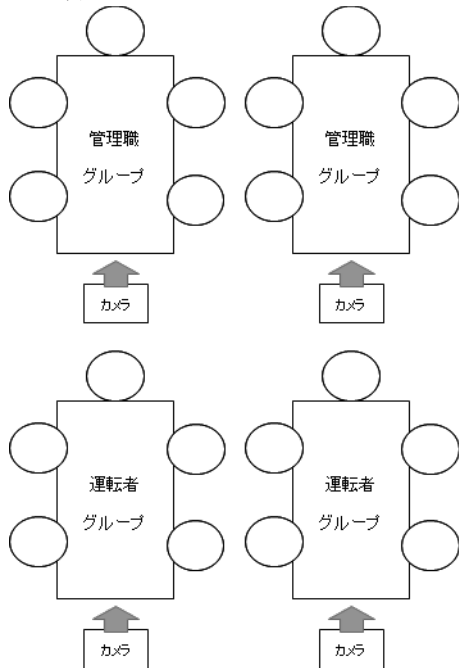 管理職
グループ
管理職
グループ
カメラ
カメラ
運転者
グループ
運転者
グループ
カメラ
カメラ